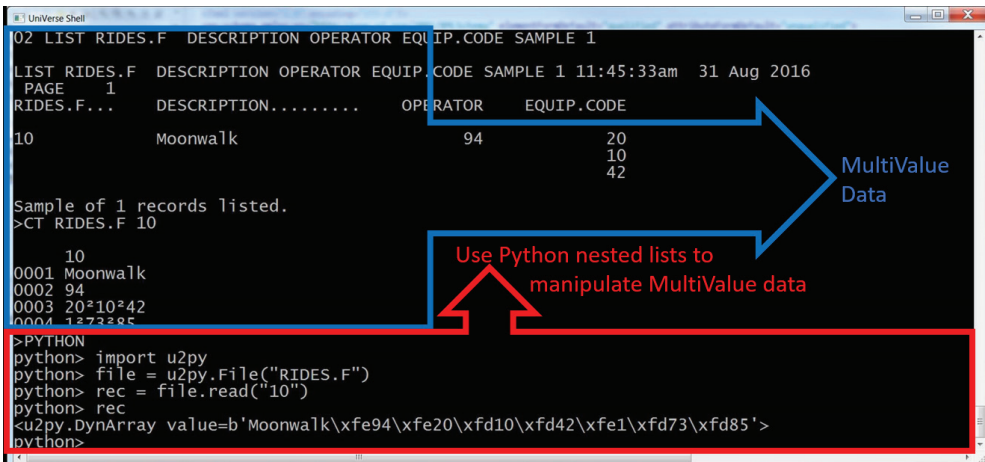 UniVerse Shell
02 LIST RIDES.F DESCRIPTION OPERATOR EQUIP.CODE SAMPLE 1
LIST RIDES.F DESCRIPTION OPERATOR EQUIP.CODE SAMPLE 1 11:45:33am 31 Aug 2016
PAGE 1
RIDES.F... DESCRIPTION......... OPERATOR EQUIP.CODE
10 Moonwalk 94 20
10
42
MultiValue
Data
Sample of 1 records listed.
>CT RIDES.F 10
10
0001 Moonwalk
0002 94
0003 20²10²42
0004 1²73²85
Use Python nested lists to
manipulate MultiValue data
>PYTHON
python> import u2py
python> file = u2py.File("RIDES.F")
python> rec = file.read("10")
python> rec
<u2py.DynArray value=b'Moonwalk\xfe94\xfe20\xfd10\xfd42\xfe1\xfd73\xfd85'>
python>